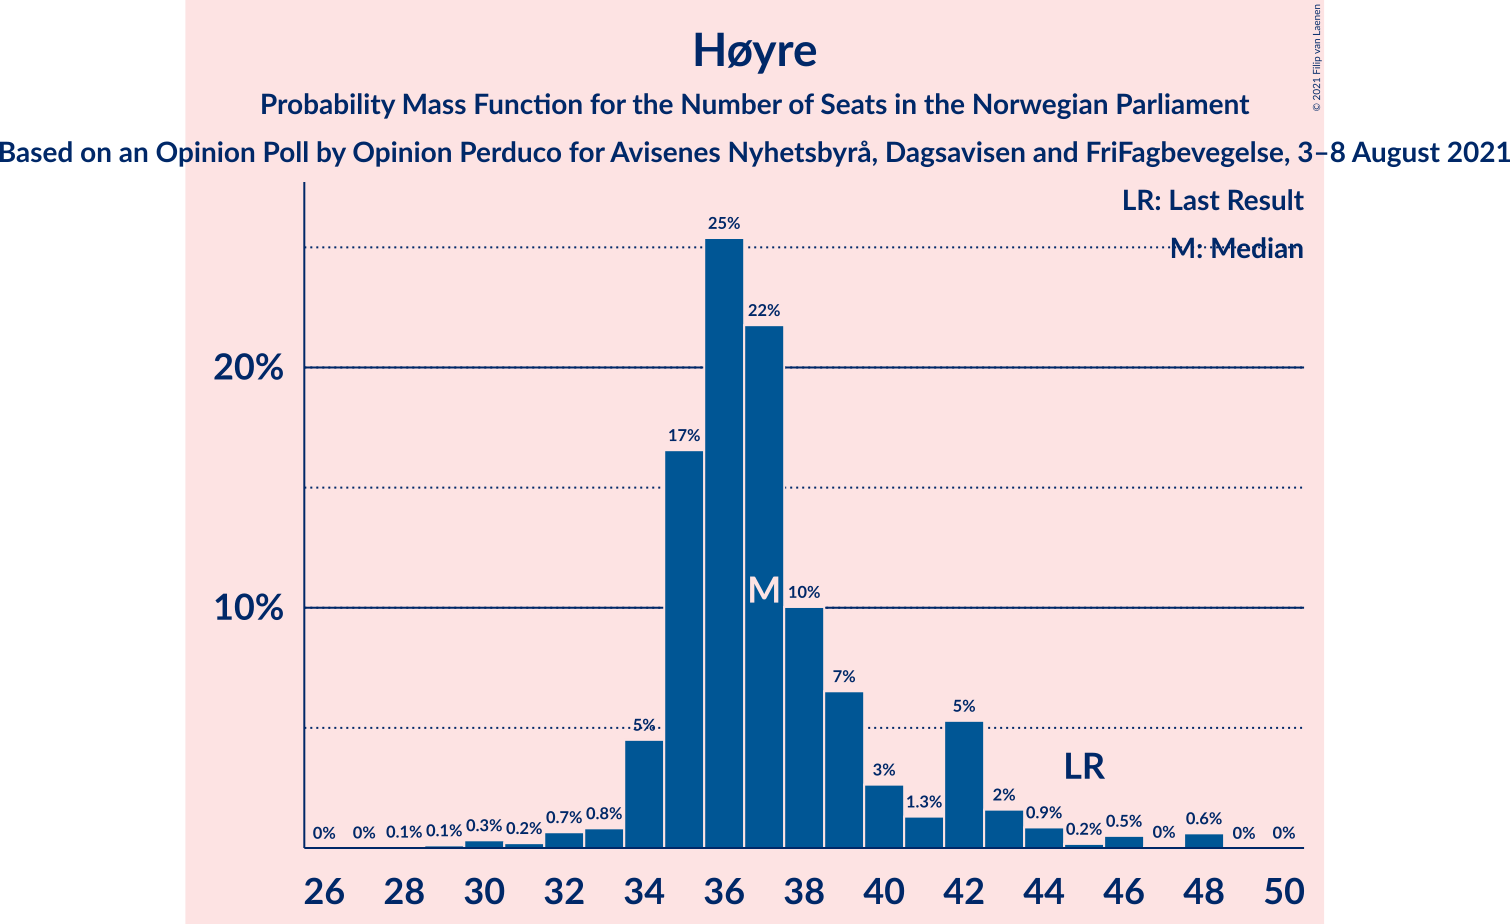 Høyre
Probability Mass Function for the Number of Seats in the Norwegian Parliament
Based on an Opinion Poll by Opinion Perduco for Avisenes Nyhetsbyrå, Dagsavisen and FriFagbevegelse, 3–8 August 2021
© 2021 Filip van Laenen
LR: Last Result
M: Median
20%
10%
0% 0% 0.1% 0.1% 0.3% 0.2% 0.7% 0.8% 5% 17% 25% 22% 10% 7% 3% 1.3% 5% 2% 0.9% 0.2% 0.5% 0% 0.6% 0% 0%
M
LR
26 28 30 32 34 36 38 40 42 44 46 48 50